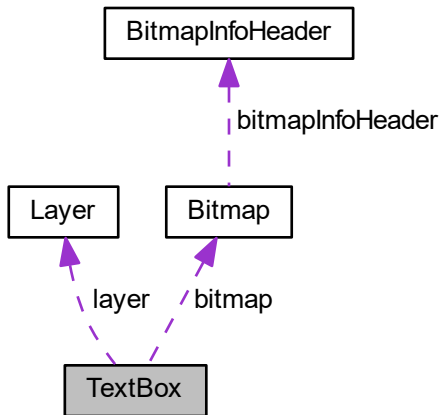 BitmapInfoHeader
bitmapInfoHeader
Layer
Bitmap
layer
bitmap
TextBox